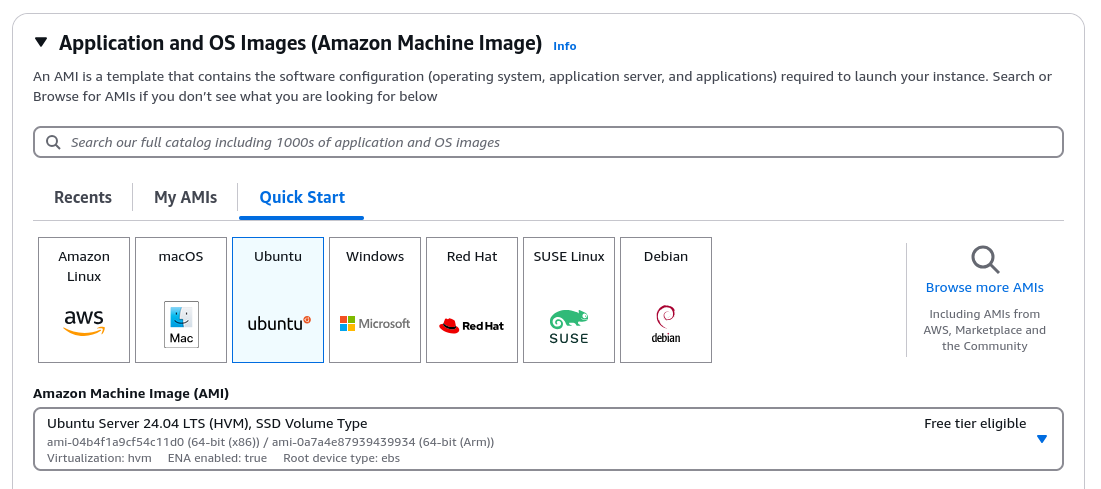 Application and OS Images (Amazon Machine Image) Info
An AMI is a template that contains the software configuration (operating system, application server, and applications) required to launch your instance. Search or
Browse for AMIs if you don’t see what you are looking for below
Search our full catalog including 1000s of application and OS images
Recents My AMIs Quick Start
Amazon
Linux
aws
macOS
Mac
Ubuntu
ubuntu
Windows
Microsoft
Red Hat
Red Hat
SUSE Linux
SUSE
Debian
debian
Browse more AMIs
Including AMIs from
AWS, Marketplace and
the Community
Amazon Machine Image (AMI)
Ubuntu Server 24.04 LTS (HVM), SSD Volume Type Free tier eligible
ami-04b4f1a9cf54c11d0 (64-bit (x86)) / ami-0a7a4e87939439934 (64-bit (Arm))
Virtualization: hvm ENA enabled: true Root device type: ebs